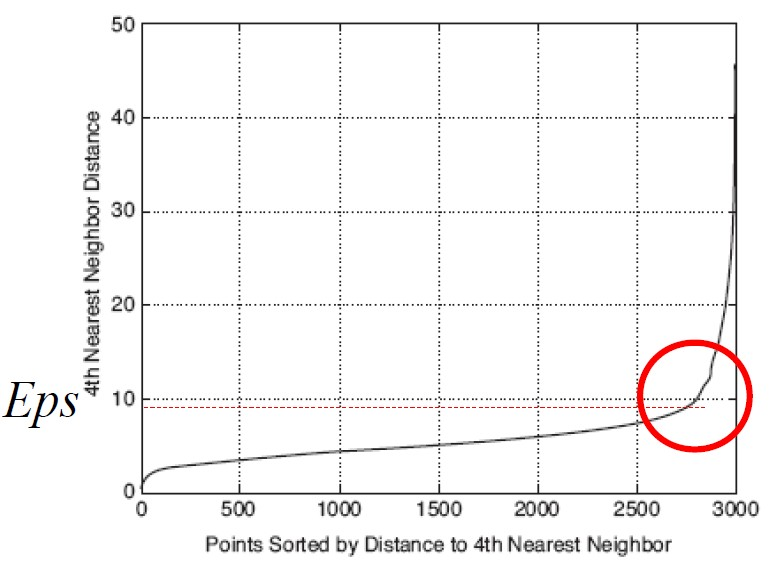 50
40
30
20
10
0
4th Nearest Neighbor Distance
Eps
0 500 1000 1500 2000 2500 3000
Points Sorted by Distance to 4th Nearest Neighbor